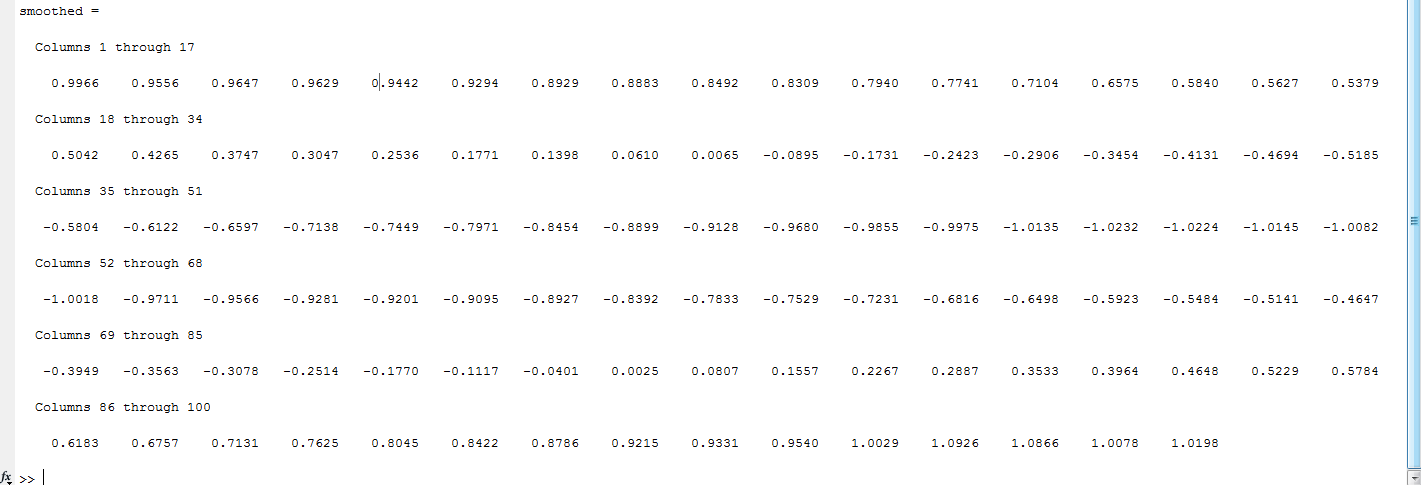 smoothed =
Columns 1 through 17
0.9966 0.9556 0.9647 0.9629 0.9442 0.9294 0.8929 0.8883 0.8492 0.8309 0.7940 0.7741 0.7104 0.6575 0.5840 0.5627 0.5379
Columns 18 through 34
0.5042 0.4265 0.3747 0.3047 0.2536 0.1771 0.1398 0.0610 0.0065 -0.0895 -0.1731 -0.2423 -0.2906 -0.3454 -0.4131 -0.4694 -0.5185
Columns 35 through 51
-0.5804 -0.6122 -0.6597 -0.7138 -0.7449 -0.7971 -0.8454 -0.8899 -0.9128 -0.9680 -0.9855 -0.9975 -1.0135 -1.0232 -1.0224 -1.0145 -1.0082
Columns 52 through 68
-1.0018 -0.9711 -0.9566 -0.9281 -0.9201 -0.9095 -0.8927 -0.8392 -0.7833 -0.7529 -0.7231 -0.6816 -0.6498 -0.5923 -0.5484 -0.5141 -0.4647
Columns 69 through 85
-0.3949 -0.3563 -0.3078 -0.2514 -0.1770 -0.1117 -0.0401 0.0025 0.0807 0.1557 0.2267 0.2887 0.3533 0.3964 0.4648 0.5229 0.5784
Columns 86 through 100
0.6183 0.6757 0.7131 0.7625 0.8045 0.8422 0.8786 0.9215 0.9331 0.9540 1.0029 1.0926 1.0866 1.0078 1.0198
fx >>